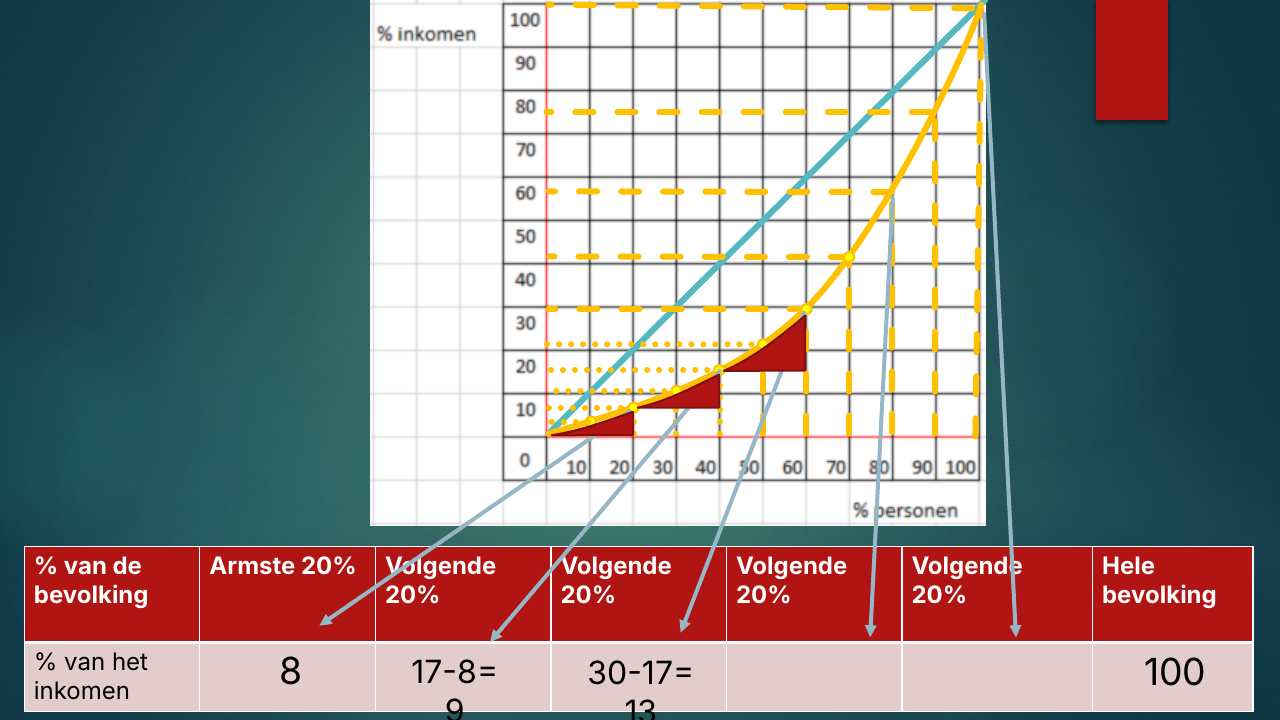 % inkomen
100
90
80
70
60
50
40
30
20
10
0
10 20 30 40 50 60 70 80 90 100
% personen
% van de bevolking
Armste 20%
Volgende 20%
Volgende 20%
Volgende 20%
Volgende 20%
Hele bevolking
% van het inkomen
8
17-8=
9
30-17=
13
100